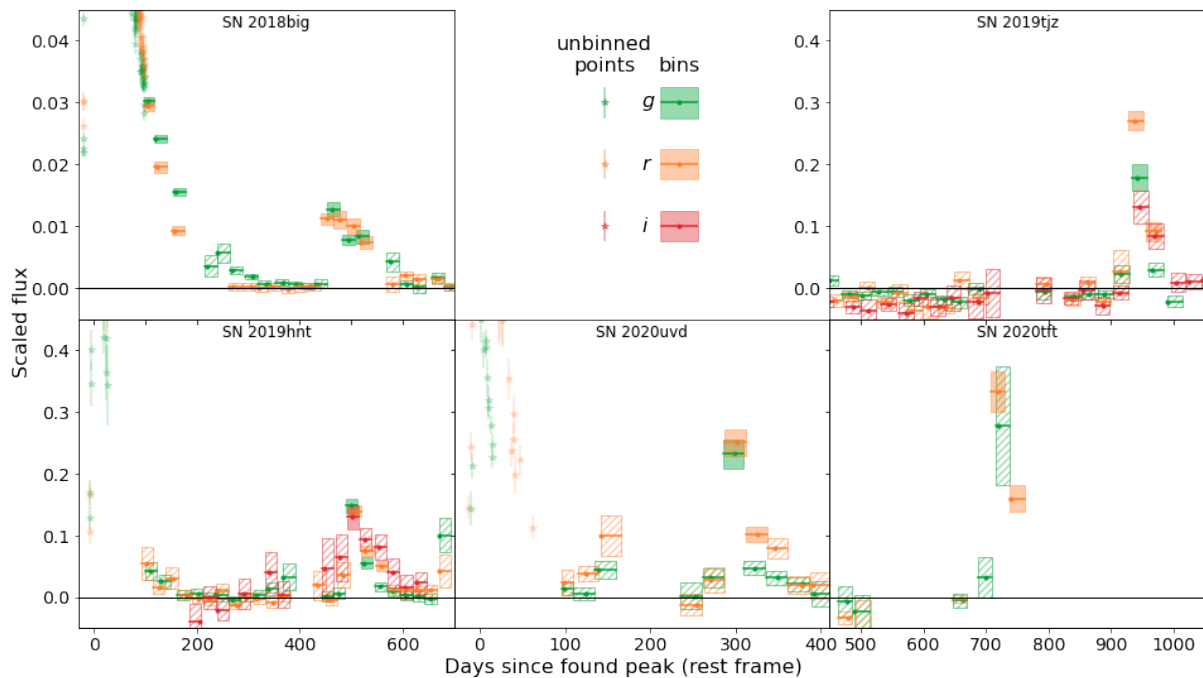 SN 2018big
0.04
0.03
0.02
0.01
0.00
unbinned
points bins
g
r
i
SN 2019tjz
0.4
0.3
0.2
0.1
0.0
Scaled flux
SN 2019hnt
0.4
0.3
0.2
0.1
0.0
0 200 400 600
SN 2020uvd
0 100 200 300 400
SN 2020tft
500 600 700 800 900 1000
Days since found peak (rest frame)